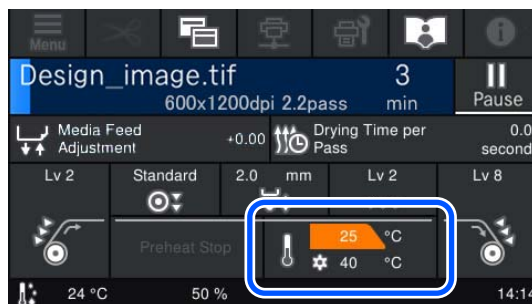 Menu
Design_image.tif
3
600x1200dpi 2.2pass
min
Pause
Media Feed
Adjustment
+0.00
Drying Time per
Pass
0.0
second
Lv 2
Standard
2.0 mm
Lv 2
Lv 8
Preheat Stop
25 °C
40 °C
24 °C
50 %
14:14